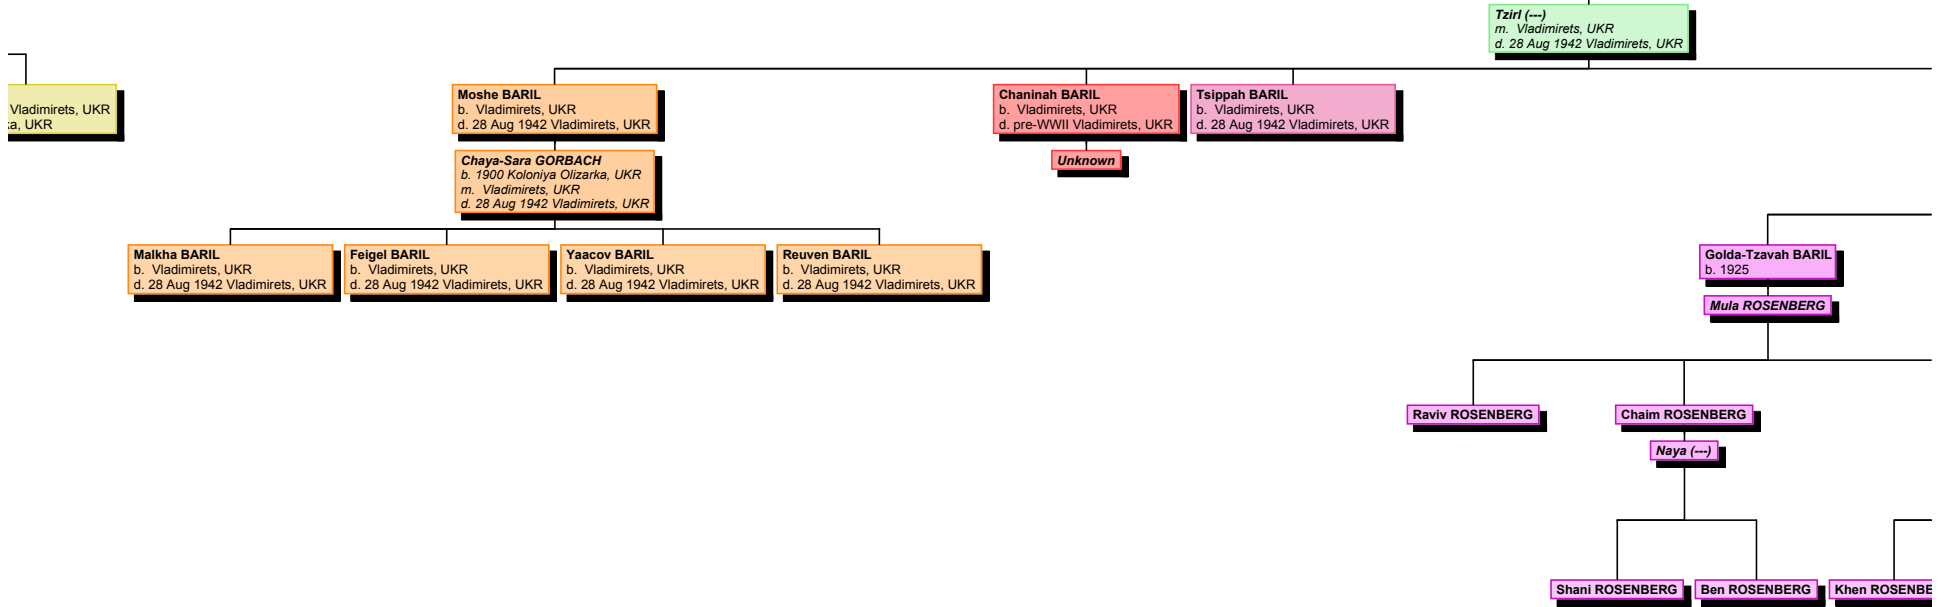 Tzirl (---)
m.  Vladimirets, UKR
d. 28 Aug 1942 Vladimirets, UKR
Vladimirets, UKR
ka, UKR
Moshe BARIL
b.  Vladimirets, UKR
d. 28 Aug 1942 Vladimirets, UKR
Chaninah BARIL
b.  Vladimirets, UKR
d. pre-WWII Vladimirets, UKR
Tsippah BARIL
b.  Vladimirets, UKR
d. 28 Aug 1942 Vladimirets, UKR
Chaya-Sara GORBACH
b. 1900 Koloniya Olizarka, UKR
m.  Vladimirets, UKR
d. 28 Aug 1942 Vladimirets, UKR
Unknown
Malkha BARIL
b.  Vladimirets, UKR
d. 28 Aug 1942 Vladimirets, UKR
Feigel BARIL
b.  Vladimirets, UKR
d. 28 Aug 1942 Vladimirets, UKR
Yaacov BARIL
b.  Vladimirets, UKR
d. 28 Aug 1942 Vladimirets, UKR
Reuven BARIL
b.  Vladimirets, UKR
d. 28 Aug 1942 Vladimirets, UKR
Golda-Tzavah BARIL
b. 1925
Mula ROSENBERG
Raviv ROSENBERG
Chaim ROSENBERG
Naya (---)
Shani ROSENBERG
Ben ROSENBERG
Khen ROSENBE